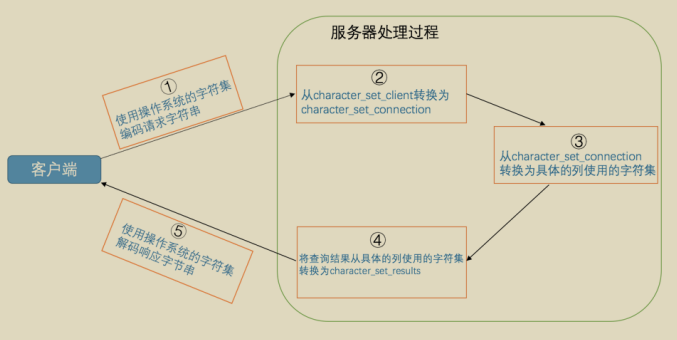 服务器处理过程
①
使用操作系统的字符集
编码请求字符串
②
从character_set_client转换为
character_set_connection
③
从character_set_connection
转换为具体的列使用的字符集
客户端
④
将查询结果从具体的列使用的字符集
转换为character_set_results
⑤
使用操作系统的字符集
解码响应字节串